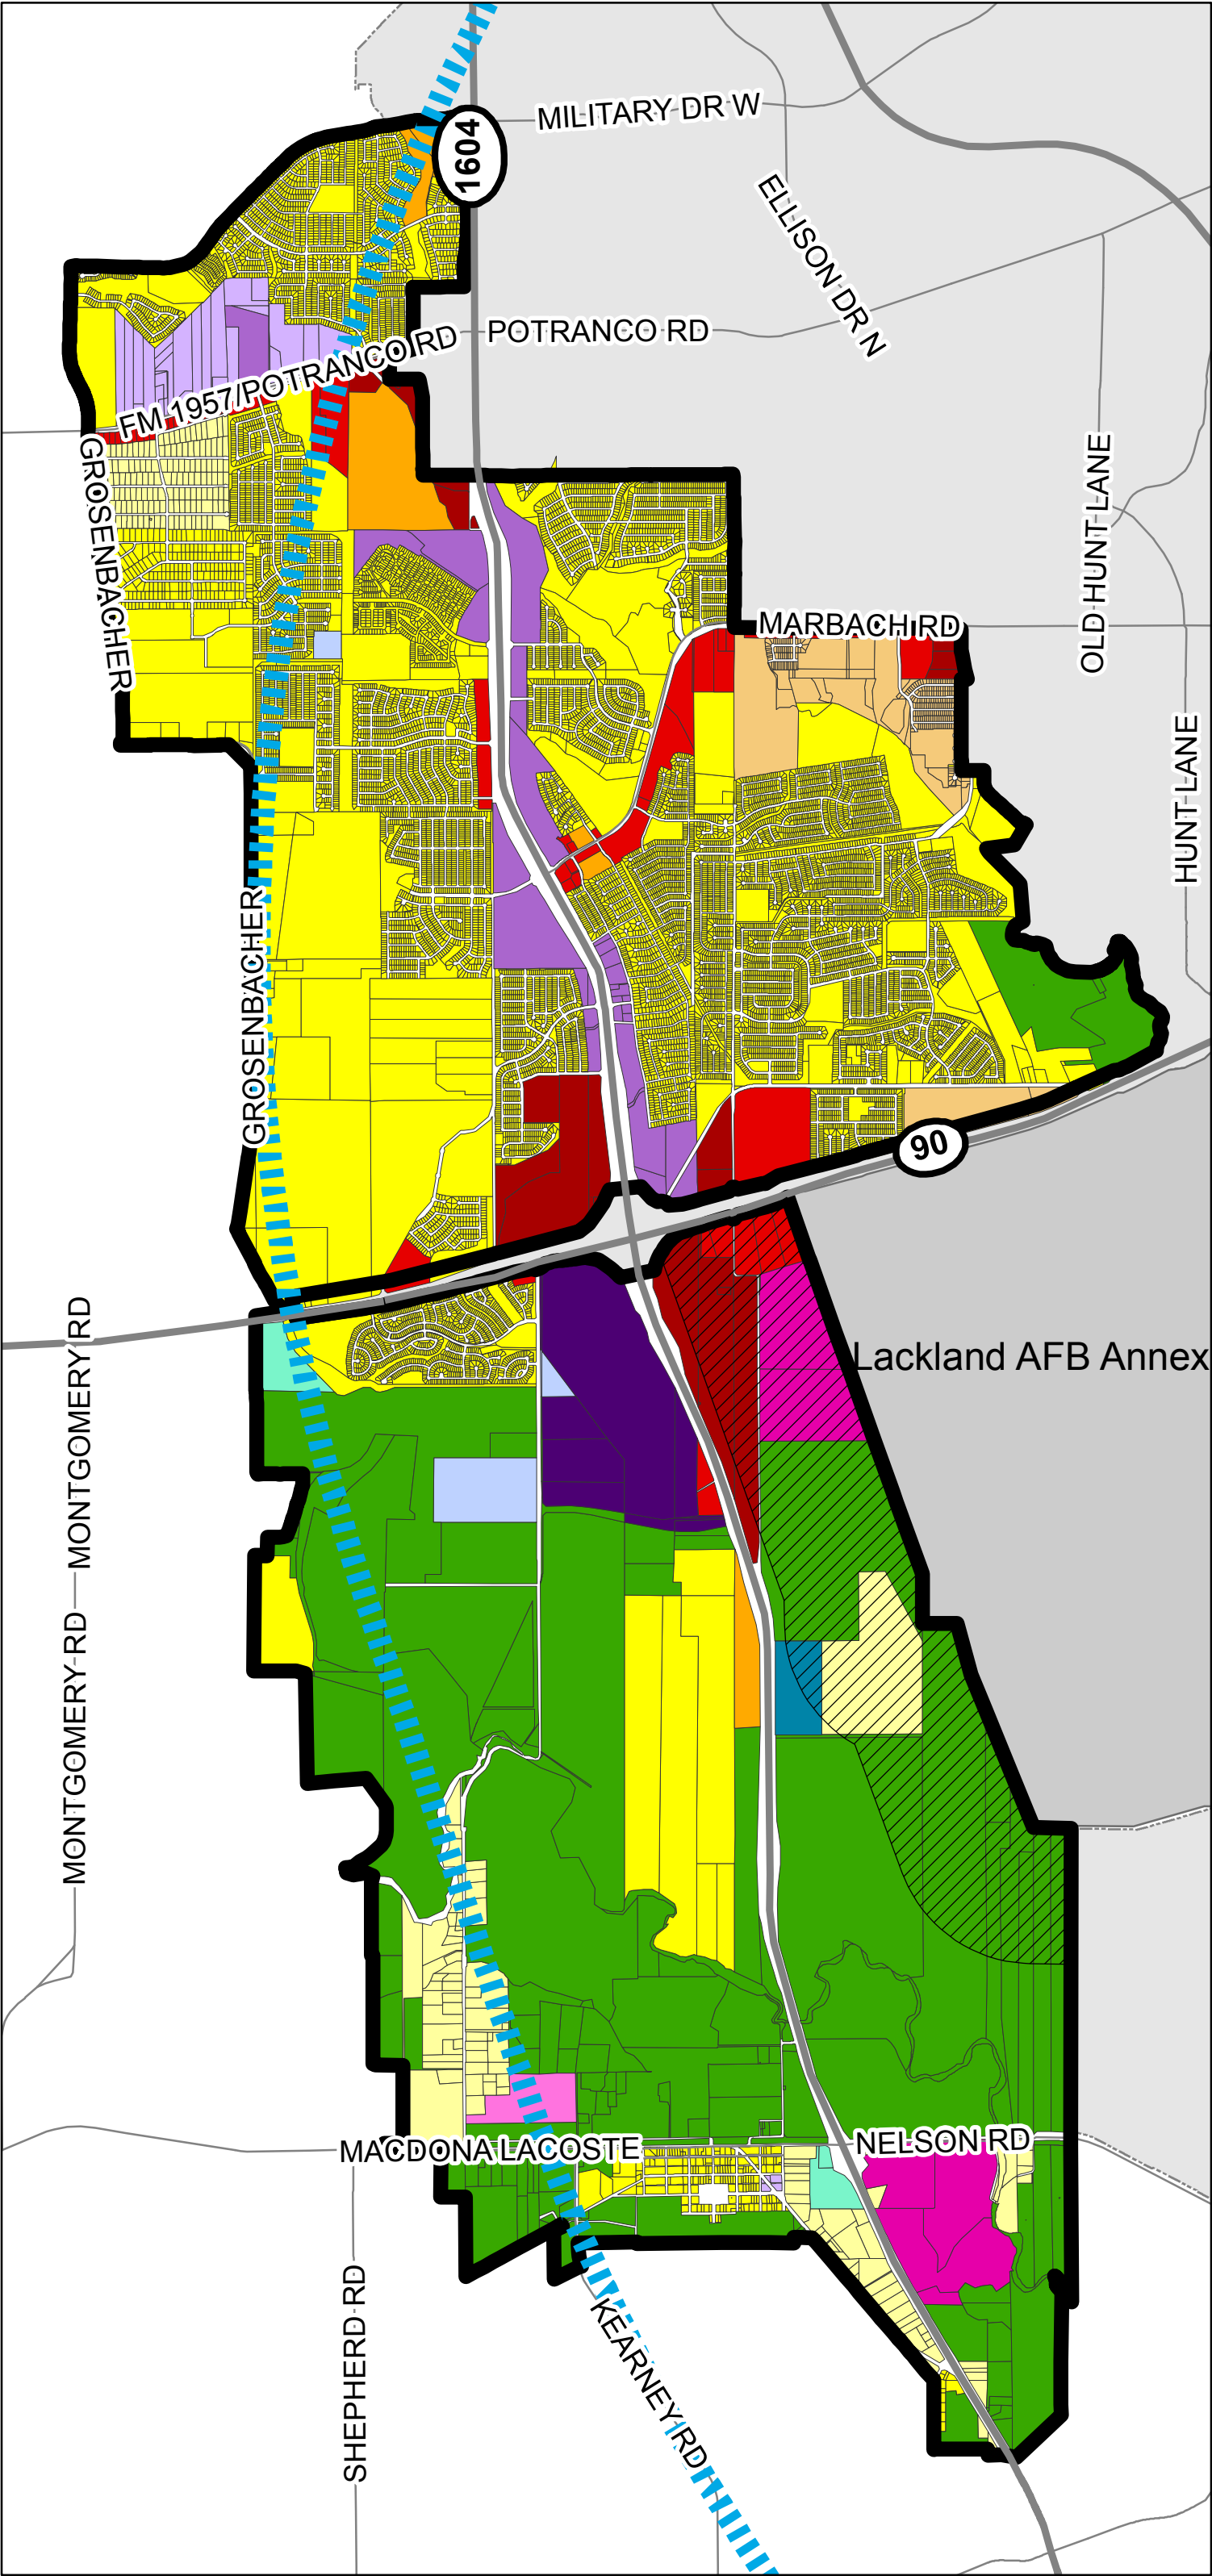 MILITARY DR W
1604
ELLISON DR N
POTRANCO RD
FM 1957/POTRANCO RD
GROSENBACHER
OLD HUNT LANE
MARBACH RD
HUNT LANE
GROSENBACHER
90
MONTGOMERY RD
Lackland AFB Annex
MONTGOMERY RD
MACDONA LACOSTE
NELSON RD
SHEPHERD RD
KEARNEY RD